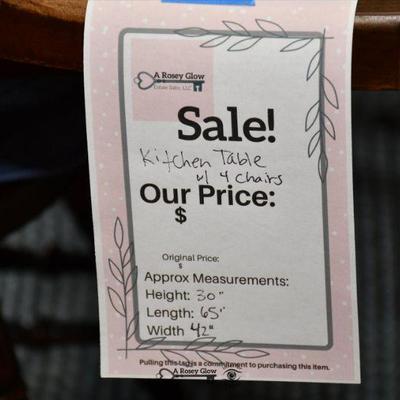 A Rosey Glow
Estate Sales, LLC
Sale!
Kitchen Table
w/ 4 chairs
Our Price:
$
Original Price:
$
Approx Measurements:
Height: 30"
Length: 65"
Width 42"
Pulling this tag is a commitment to purchasing this item.
A Rosey Glow